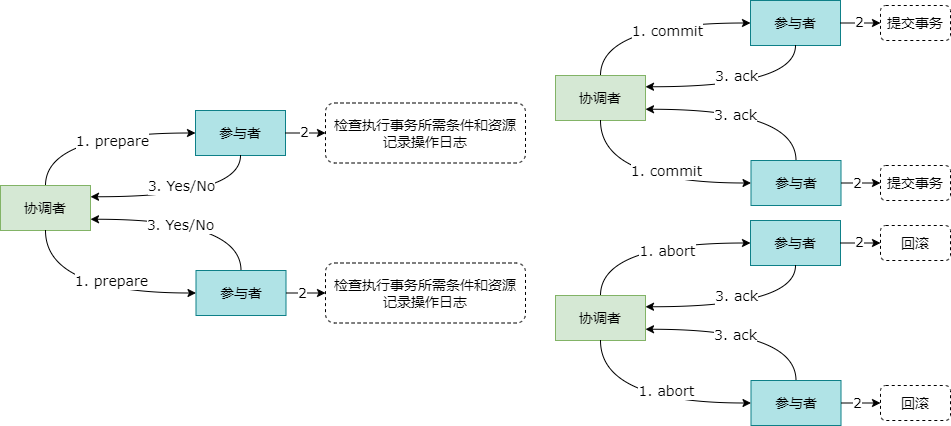 1. prepare
参与者
2
检查执行事务所需条件和资源
记录操作日志
3. Yes/No
协调者
3. Yes/No
1. prepare
参与者
2
检查执行事务所需条件和资源
记录操作日志
1. commit
参与者
2
提交事务
3. ack
协调者
3. ack
1. commit
参与者
2
提交事务
1. abort
参与者
2
回滚
3. ack
协调者
3. ack
1. abort
参与者
2
回滚